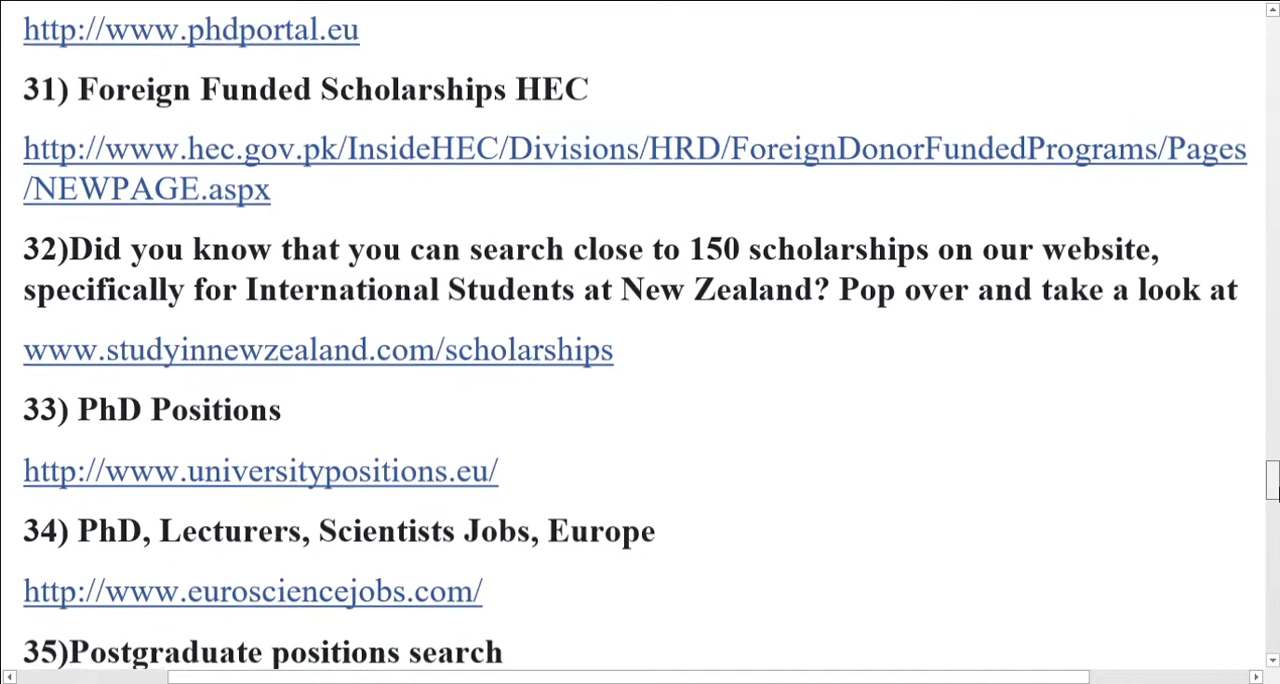 http://www.phdportal.eu
31) Foreign Funded Scholarships HEC
http://www.hec.gov.pk/InsideHEC/Divisions/HRD/ForeignDonorFundedPrograms/Pages
/NEWPAGE.aspx
32)Did you know that you can search close to 150 scholarships on our website,
specifically for International Students at New Zealand? Pop over and take a look at
www.studyinnewzealand.com/scholarships
33) PhD Positions
http://www.universitypositions.eu/
34) PhD, Lecturers, Scientists Jobs, Europe
http://www.eurosciencejobs.com/
35)Postgraduate positions search